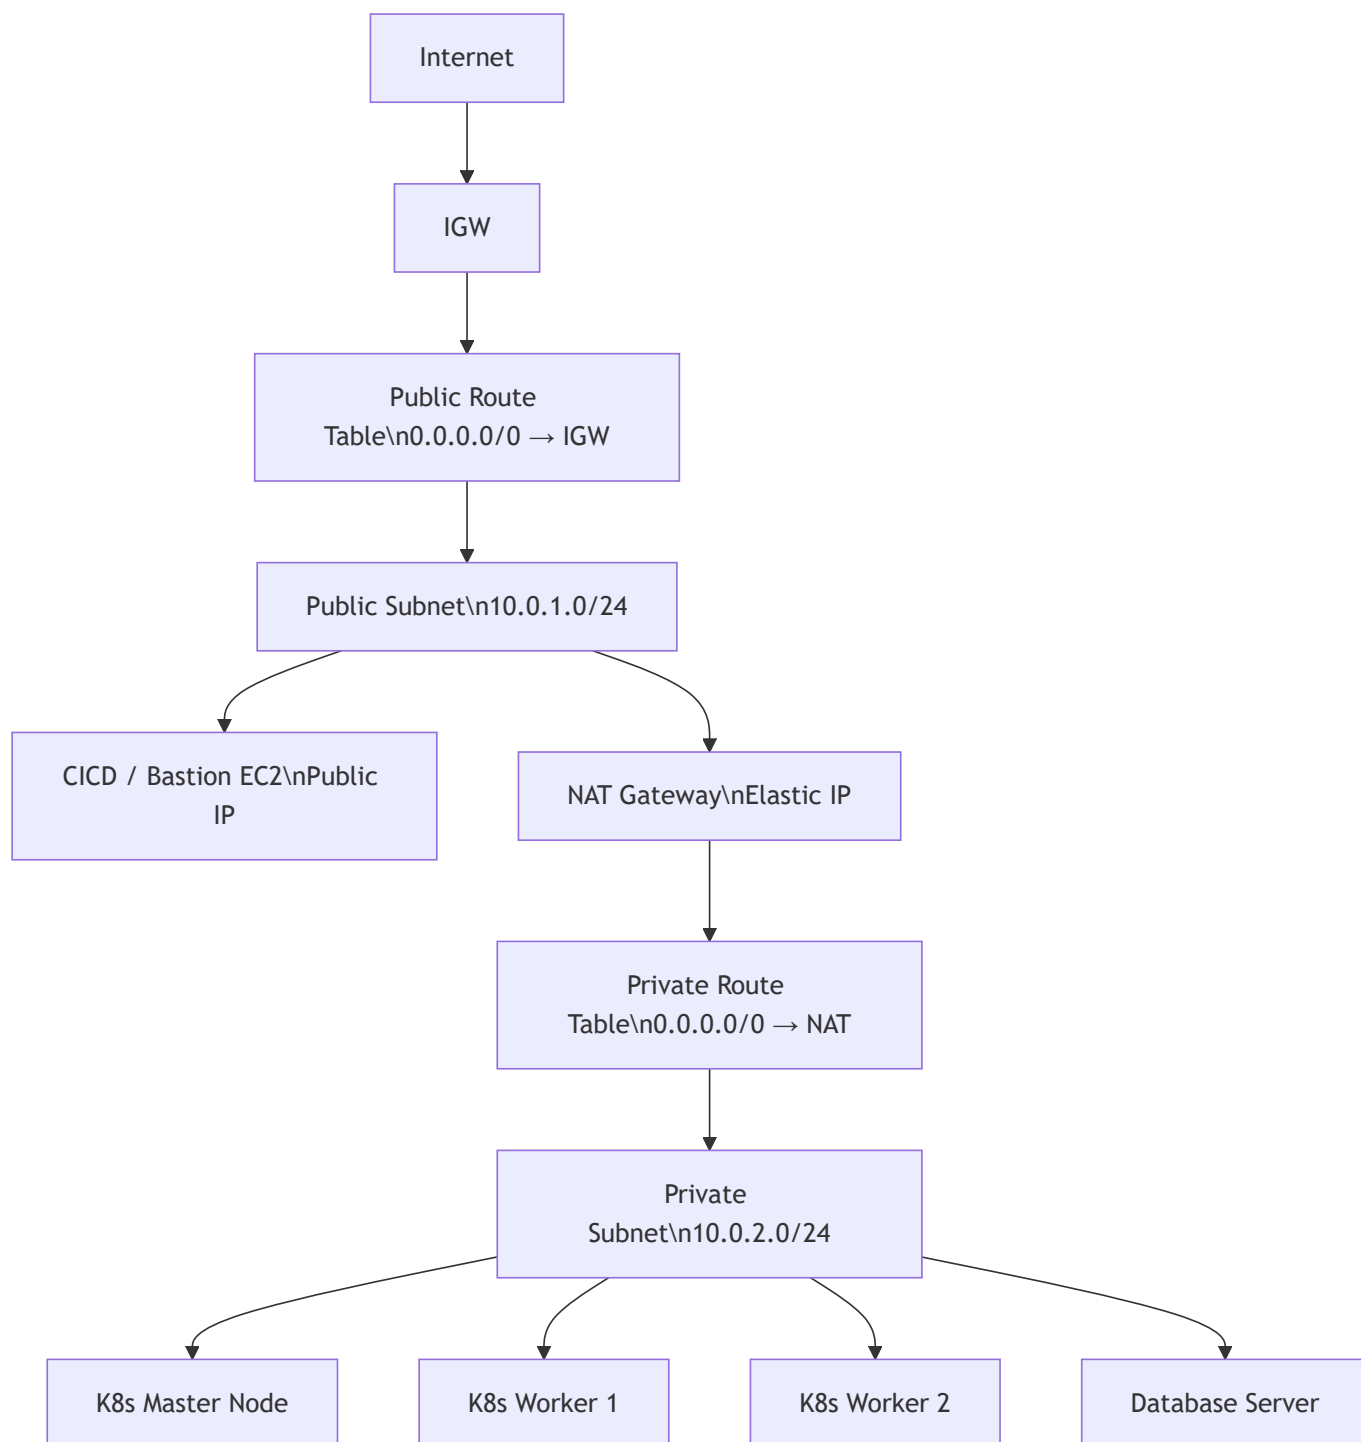 Internet
IGW
Public Route
Table\n0.0.0.0/0 → IGW
Public Subnet\n10.0.1.0/24
CICD / Bastion EC2\nPublic
IP
NAT Gateway\nElastic IP
Private Route
Table\n0.0.0.0/0 → NAT
Private
Subnet\n10.0.2.0/24
K8s Master Node
K8s Worker 1
K8s Worker 2
Database Server